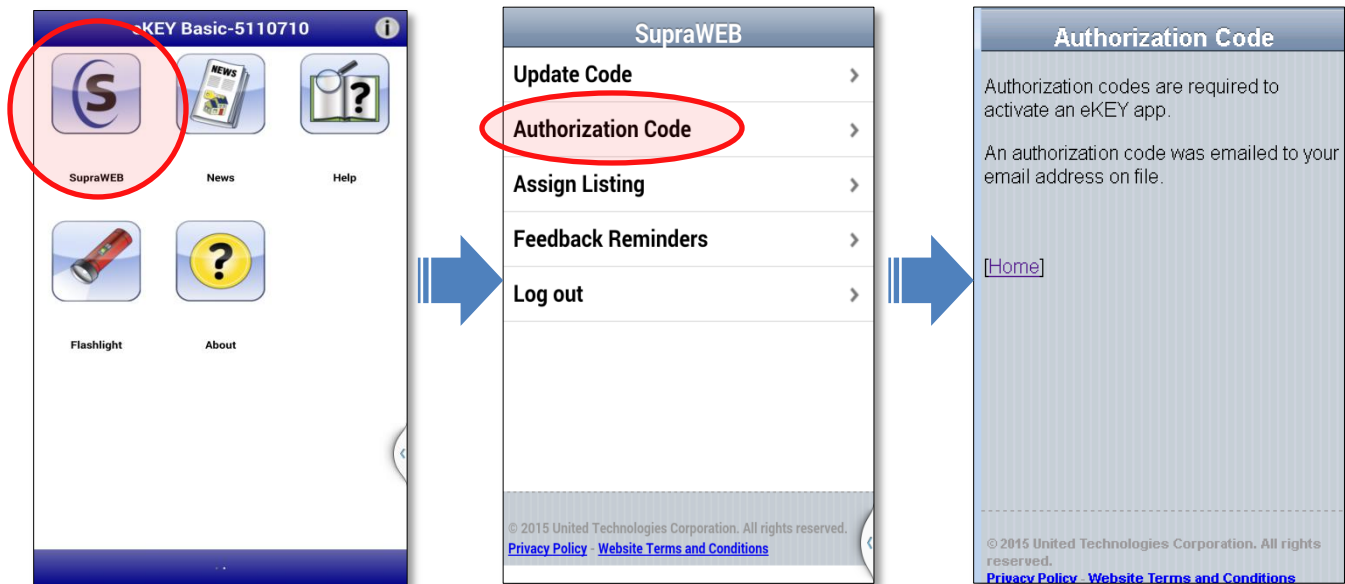 eKEY Basic-5110710
NEWS
SupraWEB
News
Help
Flashlight
About
SupraWEB
Update Code
Authorization Code
Assign Listing
Feedback Reminders
Log out
© 2015 United Technologies Corporation. All rights reserved.
Privacy Policy - Website Terms and Conditions
Authorization Code
Authorization codes are required to
activate an eKEY app.
An authorization code was emailed to your
email address on file.
[Home]
© 2015 United Technologies Corporation. All rights
reserved.
Privacy Policy - Website Terms and Conditions